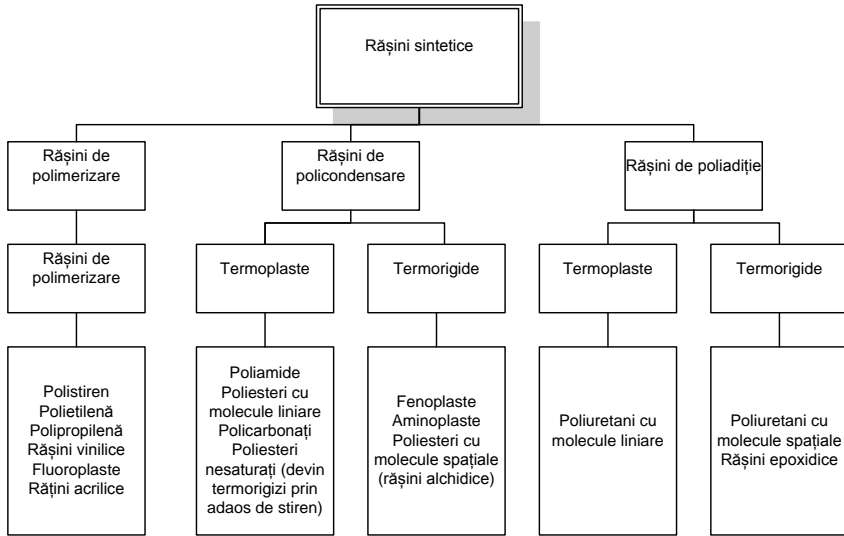 Rășini sintetice
Rășini de
polimerizare
Rășini de
policondensare
Rășini de poliadiție
Rășini de
polimerizare
Termoplaste
Termorigide
Termoplaste
Termorigide
Polistiren
Polietilenă
Polipropilenă
Rășini vinilice
Fluoroplaste
Rățini acrilice
Poliamide
Poliesteri cu
molecule liniare
Policarbonați
Poliesteri
nesaturați (devin
termorigizi prin
adaos de stiren)
Fenoplaste
Aminoplaste
Poliesteri cu
molecule spațiale
(rășini alchidice)
Poliuretani cu
molecule liniare
Poliuretani cu
molecule spațiale
Rășini epoxidice